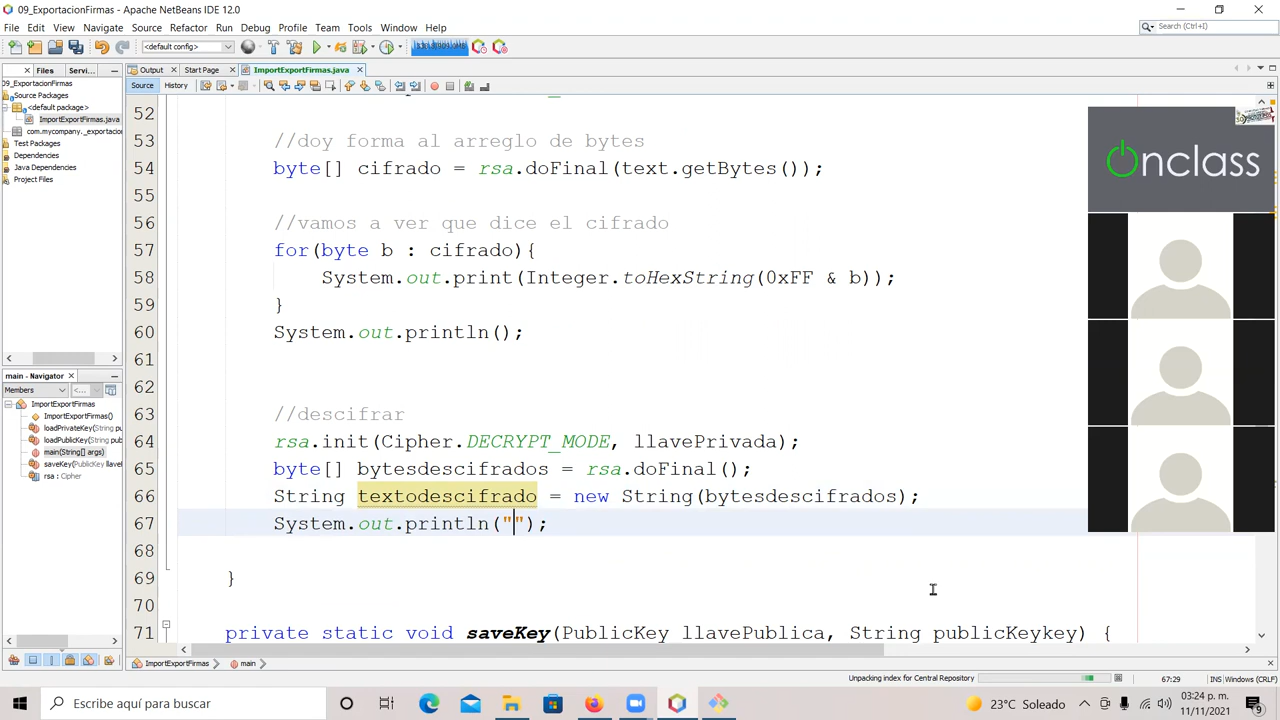 09_ExportacionFirmas - Apache NetBeans IDE 12.0
File Edit View Navigate Source Refactor Run Debug Profile Team Tools Window Help
Search (Ctrl+I)
<default config>
Files Servi...
Output Start Page ImportExportFirmas.java
Source History
09_ExportacionFirmas
Source Packages
<default package>
ImportExportFirmas.java
com.mycompany._exportacio
Test Packages
Dependencies
Java Dependencies
Project Files
52
53 //doy forma al arreglo de bytes
54 byte[] cifrado = rsa.doFinal(text.getBytes());
55
56 //vamos a ver que dice el cifrado
57 for(byte b : cifrado){
58 System.out.print(Integer.toHexString(0xFF & b));
59 }
60 System.out.println();
61
62
63 //descifrar
64 rsa.init(Cipher.DECRYPT_MODE, llavePrivada);
65 byte[] bytesdescifrados = rsa.doFinal();
66 String textodescifrado = new String(bytesdescifrados);
67 System.out.println("");
68
69 }
70
71 private static void saveKey(PublicKey llavePublica, String publicKeykey) {
main - Navigator
Members <...
ImportExportFirmas
ImportExportFirmas()
loadPrivateKey(String pu
loadPublicKey(String pub
main(String[] args)
saveKey(PublicKey llavel
rsa : Cipher
Onclass
ImportExportFirmas main
Unpacking index for Central Repository
67:29 INS Windows (CRLF)
Escribe aquí para buscar
23°C Soleado
03:24 p. m.
11/11/2021
9